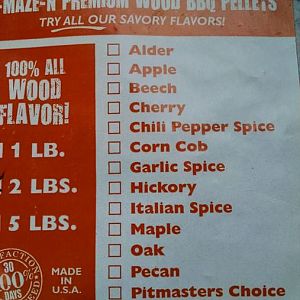 -MAZE-N PREMIUM WOOD BBQ PELLETS
TRY ALL OUR SAVORY FLAVORS!
100% ALL
WOOD
FLAVOR!
1 LB.
2 LBS.
5 LBS.
30
DAYS
MADE IN
U.S.A.
Alder
Apple
Beech
Cherry
Chili Pepper Spice
Corn Cob
Garlic Spice
Hickory
Italian Spice
Maple
Oak
Pecan
Pitmasters Choice